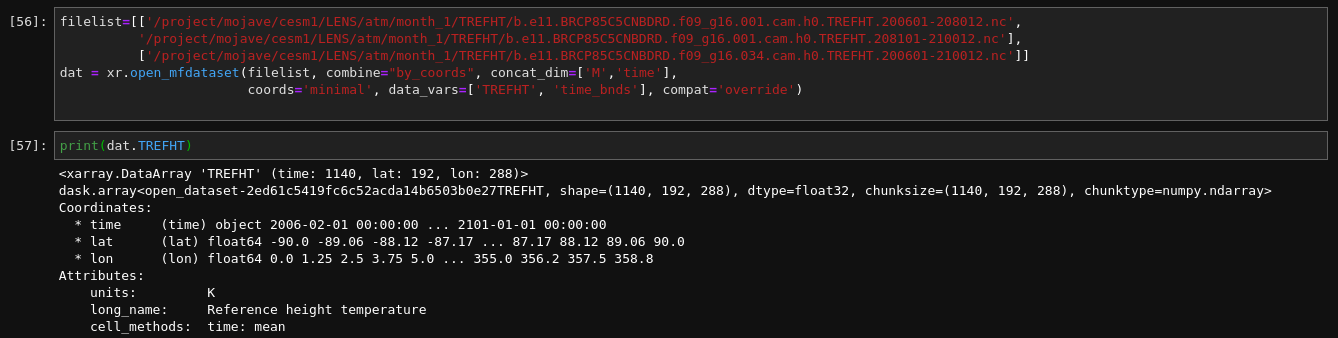 [56]: filelist=[['/project/mojave/cesm1/LENS/atm/month_1/TREFHT/b.e11.BRCP85C5CNBDRD.f09_g16.001.cam.h0.TREFHT.200601-208012.nc',
'/project/mojave/cesm1/LENS/atm/month_1/TREFHT/b.e11.BRCP85C5CNBDRD.f09_g16.001.cam.h0.TREFHT.208101-210012.nc'],
['/project/mojave/cesm1/LENS/atm/month_1/TREFHT/b.e11.BRCP85C5CNBDRD.f09_g16.034.cam.h0.TREFHT.200601-210012.nc']]
dat = xr.open_mfdataset(filelist, combine="by_coords", concat_dim=['M','time'],
coords='minimal', data_vars=['TREFHT', 'time_bnds'], compat='override')
[57]: print(dat.TREFHT)
<xarray.DataArray 'TREFHT' (time: 1140, lat: 192, lon: 288)>
dask.array<open_dataset-2ed61c5419fc6c52acda14b6503b0e27TREFHT, shape=(1140, 192, 288), dtype=float32, chunksize=(1140, 192, 288), chunktype=numpy.ndarray>
Coordinates:
* time (time) object 2006-02-01 00:00:00 ... 2101-01-01 00:00:00
* lat (lat) float64 -90.0 -89.06 -88.12 -87.17 ... 87.17 88.12 89.06 90.0
* lon (lon) float64 0.0 1.25 2.5 3.75 5.0 ... 355.0 356.2 357.5 358.8
Attributes:
units: K
long_name: Reference height temperature
cell_methods: time: mean